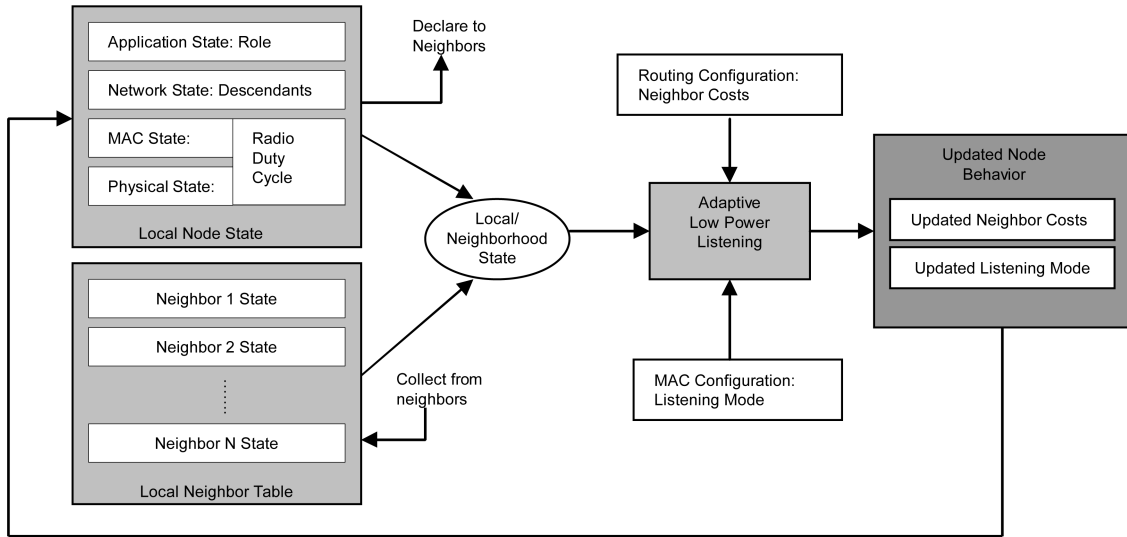 Application State: Role
Network State: Descendants
MAC State:
Physical State:
Radio
Duty
Cycle
Local Node State
Declare to
Neighbors
Neighbor 1 State
Neighbor 2 State
Neighbor N State
Local Neighbor Table
Collect from
neighbors
Local/
Neighborhood
State
Routing Configuration:
Neighbor Costs
Adaptive
Low Power
Listening
MAC Configuration:
Listening Mode
Updated Node
Behavior
Updated Neighbor Costs
Updated Listening Mode